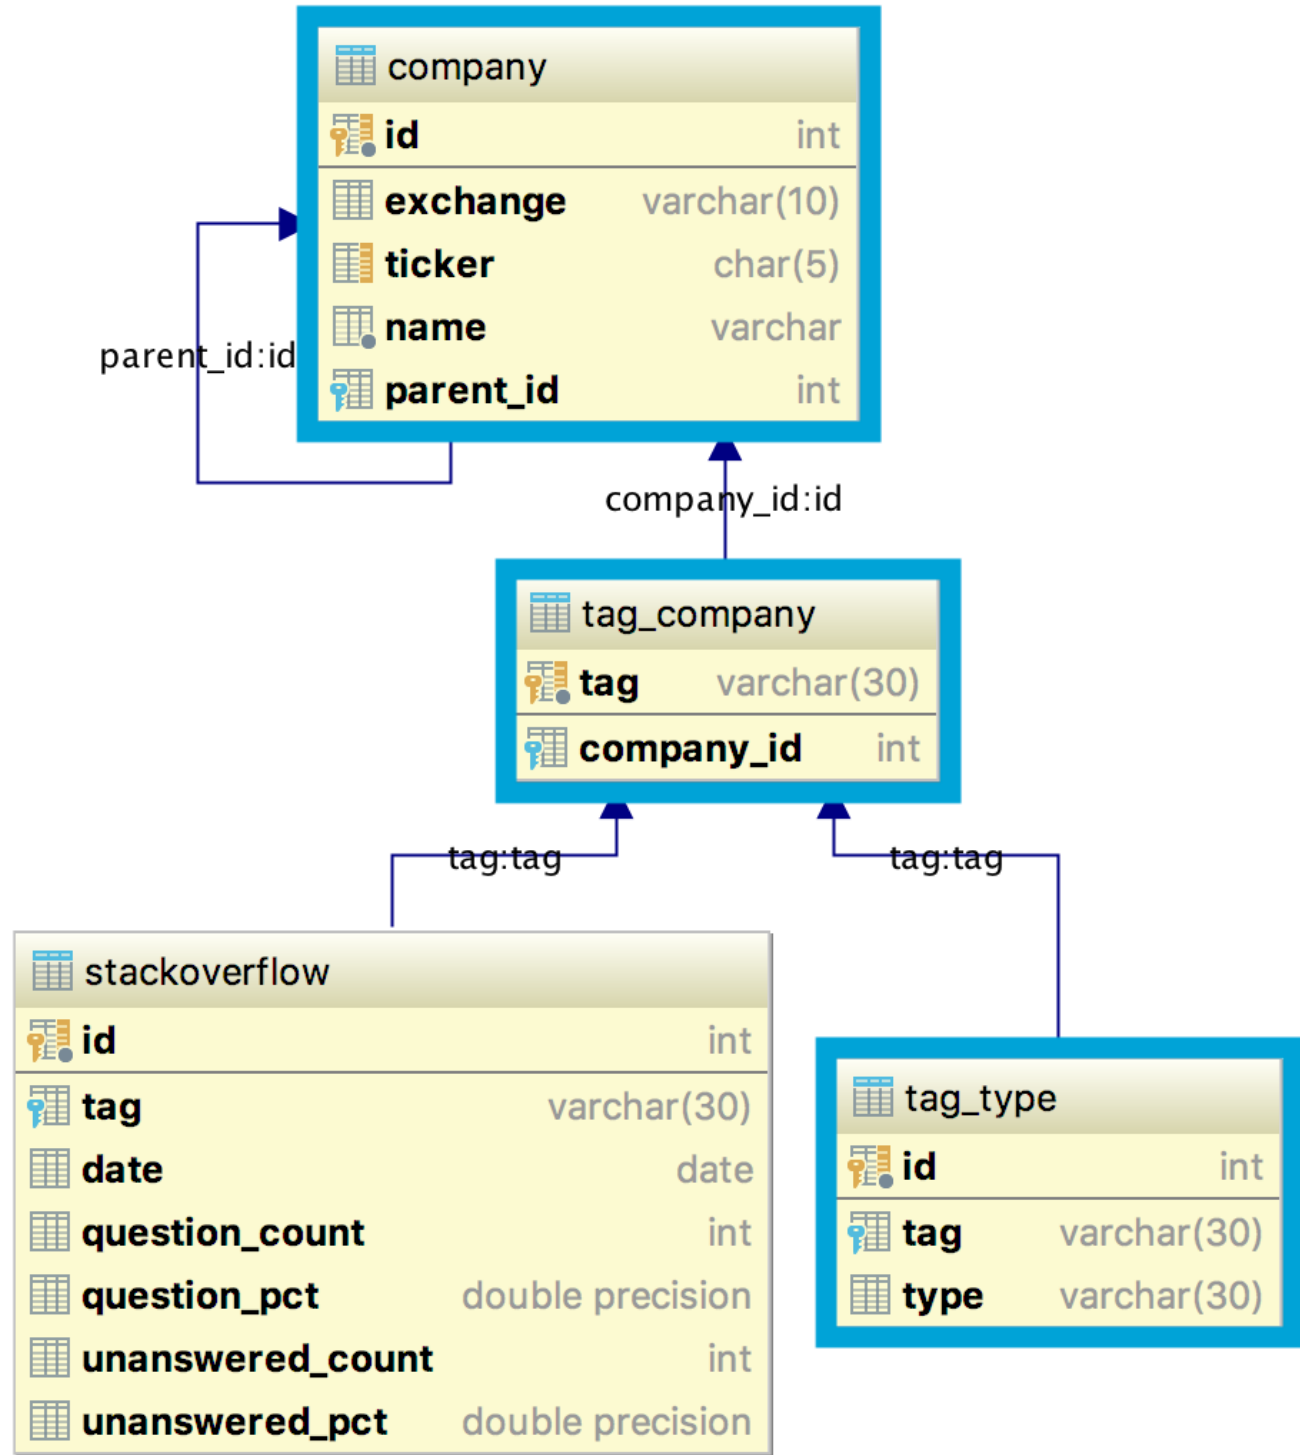 company
id int
exchange varchar(10)
ticker char(5)
name varchar
parent_id int
parent_id:id
company_id:id
tag_company
tag varchar(30)
company_id int
tag:tag
tag:tag
stackoverflow
id int
tag varchar(30)
date date
question_count int
question_pct double precision
unanswered_count int
unanswered_pct double precision
tag_type
id int
tag varchar(30)
type varchar(30)